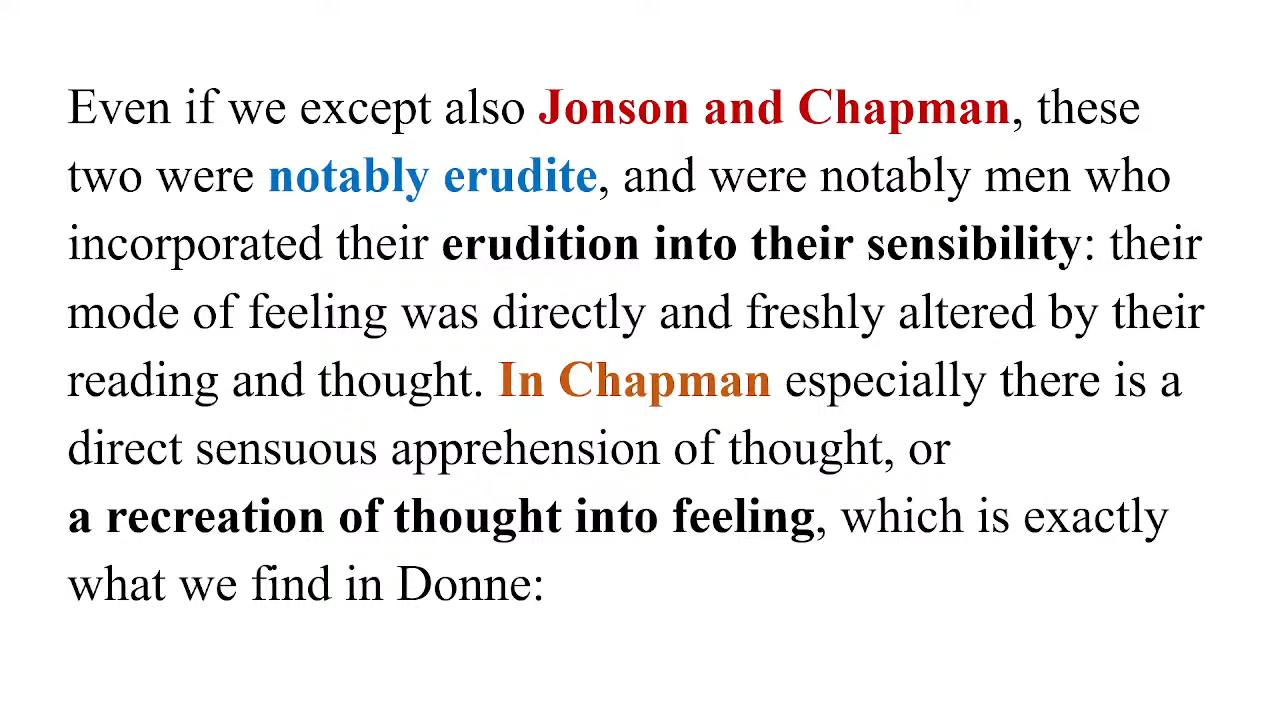 Even if we except also Jonson and Chapman, these
two were notably erudite, and were notably men who
incorporated their erudition into their sensibility: their
mode of feeling was directly and freshly altered by their
reading and thought. In Chapman especially there is a
direct sensuous apprehension of thought, or
a recreation of thought into feeling, which is exactly
what we find in Donne: